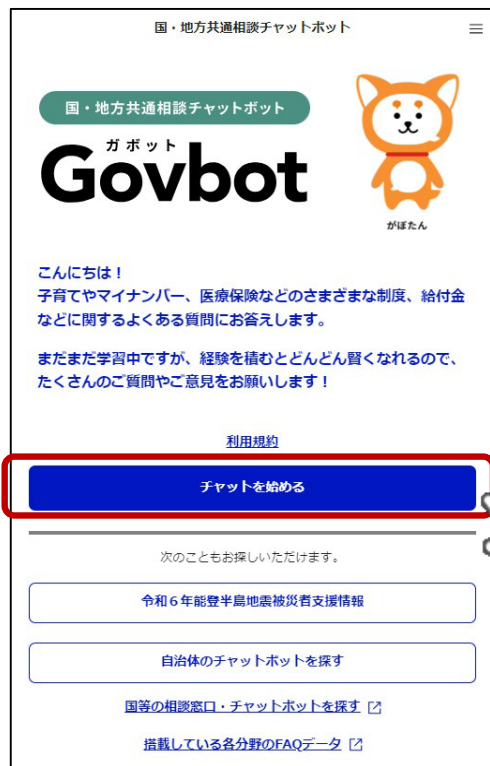 国・地方共通相談チャットボット
国・地方共通相談チャットボット
ガボット
Govbot
がぼたん
こんにちは！
子育てやマイナンバー、医療保険などのさまざまな制度、給付金
などに関するよくある質問にお答えします。
まだまだ学習中ですが、経験を積むとどんどん賢くなれるので、
たくさんのご質問やご意見をお願いします！
利用規約
チャットを始める
次のこともお探しいただけます。
令和６年能登半島地震被災者支援情報
自治体のチャットボットを探す
国等の相談窓口・チャットボットを探す
搭載している各分野のFAQデータ